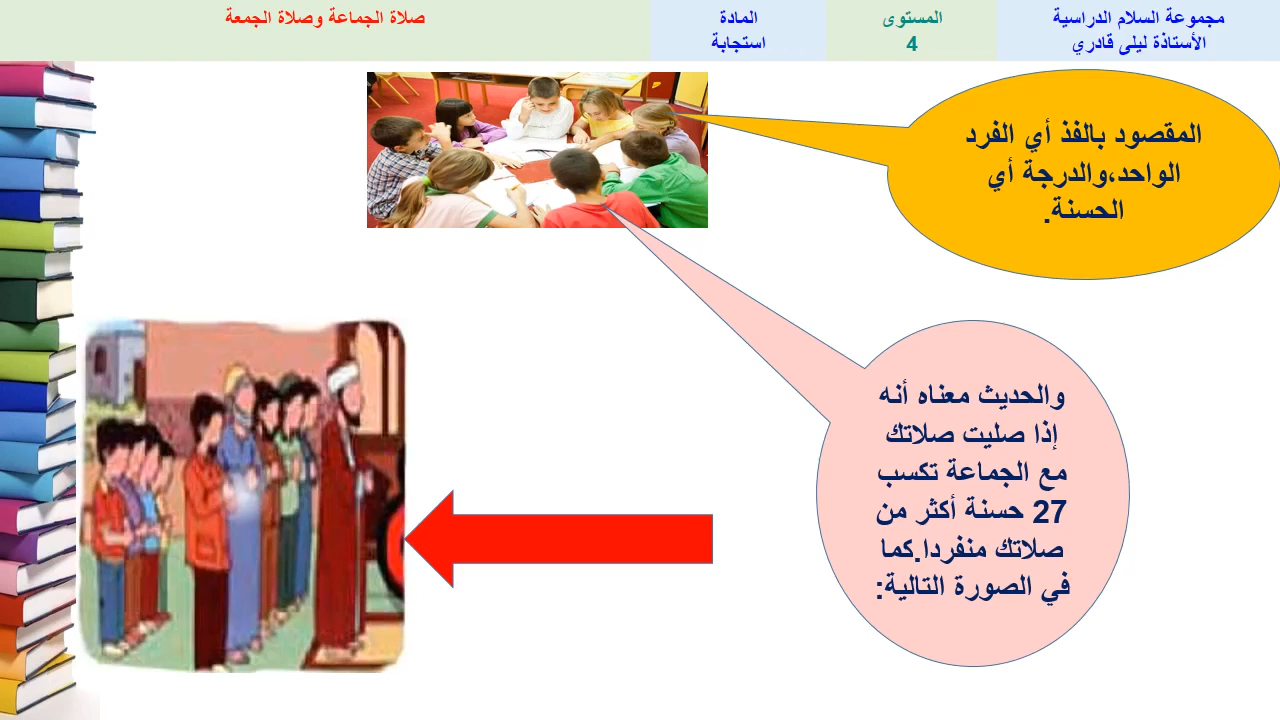 مجموعة السلام الدراسية
الأستاذة ليلى قادري
المستوى
4
المادة
استجابة
صلاة الجماعة وصلاة الجمعة
المقصود بالفذ أي الفرد
الواحد،والدرجة أي
الحسنة.
والحديث معناه أنه
إذا صليت صلاتك
مع الجماعة تكسب
27 حسنة أكثر من
صلاتك منفردا.كما
في الصورة التالية: